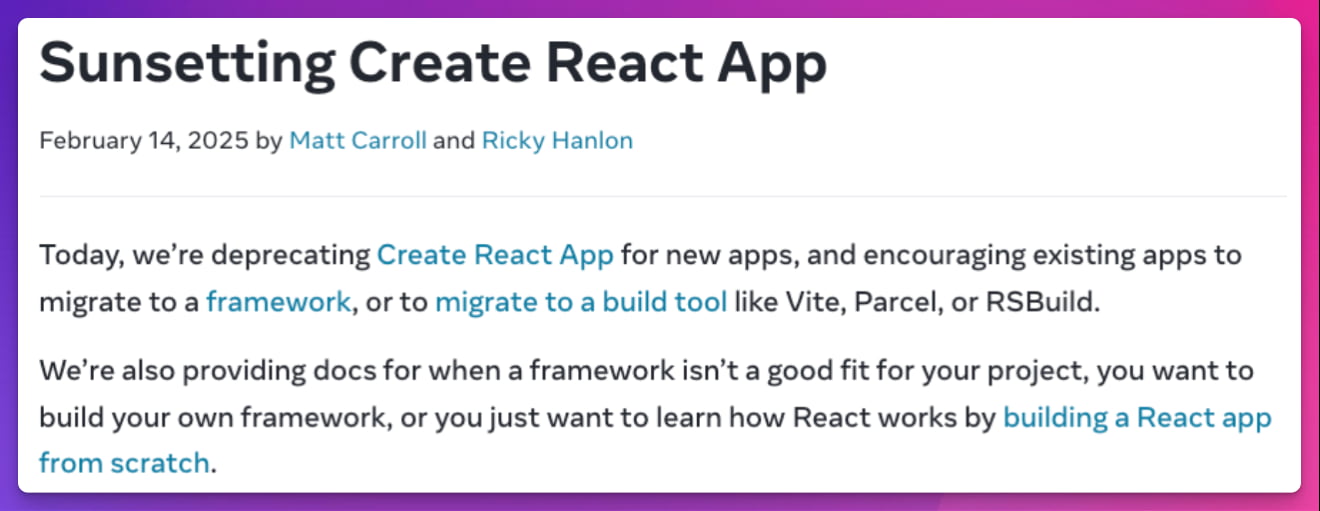 Sunsetting Create React App
February 14, 2025 by Matt Carroll and Ricky Hanlon
Today, we’re deprecating Create React App for new apps, and encouraging existing apps to
migrate to a framework, or to migrate to a build tool like Vite, Parcel, or RSBuild.
We’re also providing docs for when a framework isn’t a good fit for your project, you want to
build your own framework, or you just want to learn how React works by building a React app
from scratch.